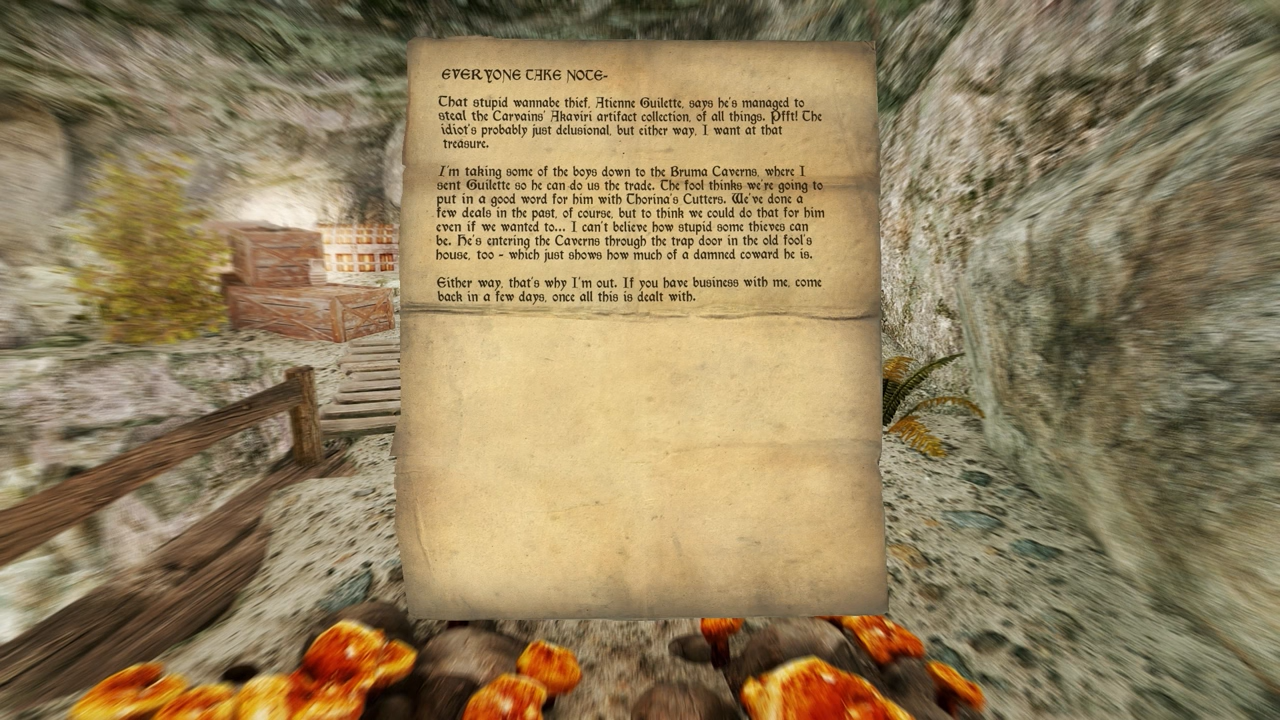 EVERYONE TAKE NOTE-
That stupid wannabe thief, Atienne Guilette, says he's managed to
steal the Carvains' Akaviri artifact collection, of all things. Pfft! The
idiot's probably just delusional, but either way, I want at that
treasure.
I'm taking some of the boys down to the Bruma Caverns, where I
sent Guilette so he can do us the trade. The fool thinks we're going to
put in a good word for him with Thorina's Cutters. We've done a
few deals in the past, of course, but to think we could do that for him
even if we wanted to... I can't believe how stupid some thieves can
be. He's entering the Caverns through the trap door in the old fool's
house, too - which just shows how much of a damned coward he is.
Either way, that's why I'm out. If you have business with me, come
back in a few days, once all this is dealt with.